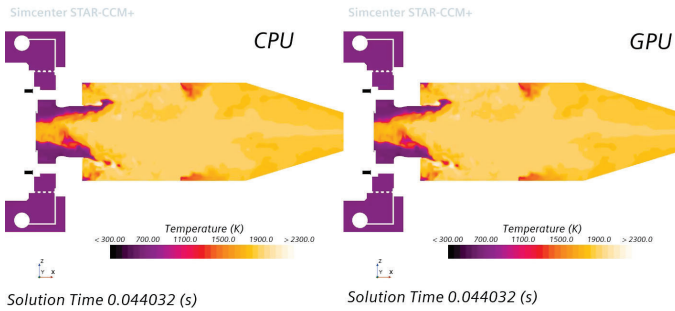 Simcenter STAR-CCM+
CPU
Temperature (K)
< 300.00 700.00 1100.0 1500.0 1900.0 > 2300.0
Z
Y X
Solution Time 0.044032 (s)
Simcenter STAR-CCM+
GPU
Temperature (K)
< 300.00 700.00 1100.0 1500.0 1900.0 > 2300.0
Z
Y X
Solution Time 0.044032 (s)